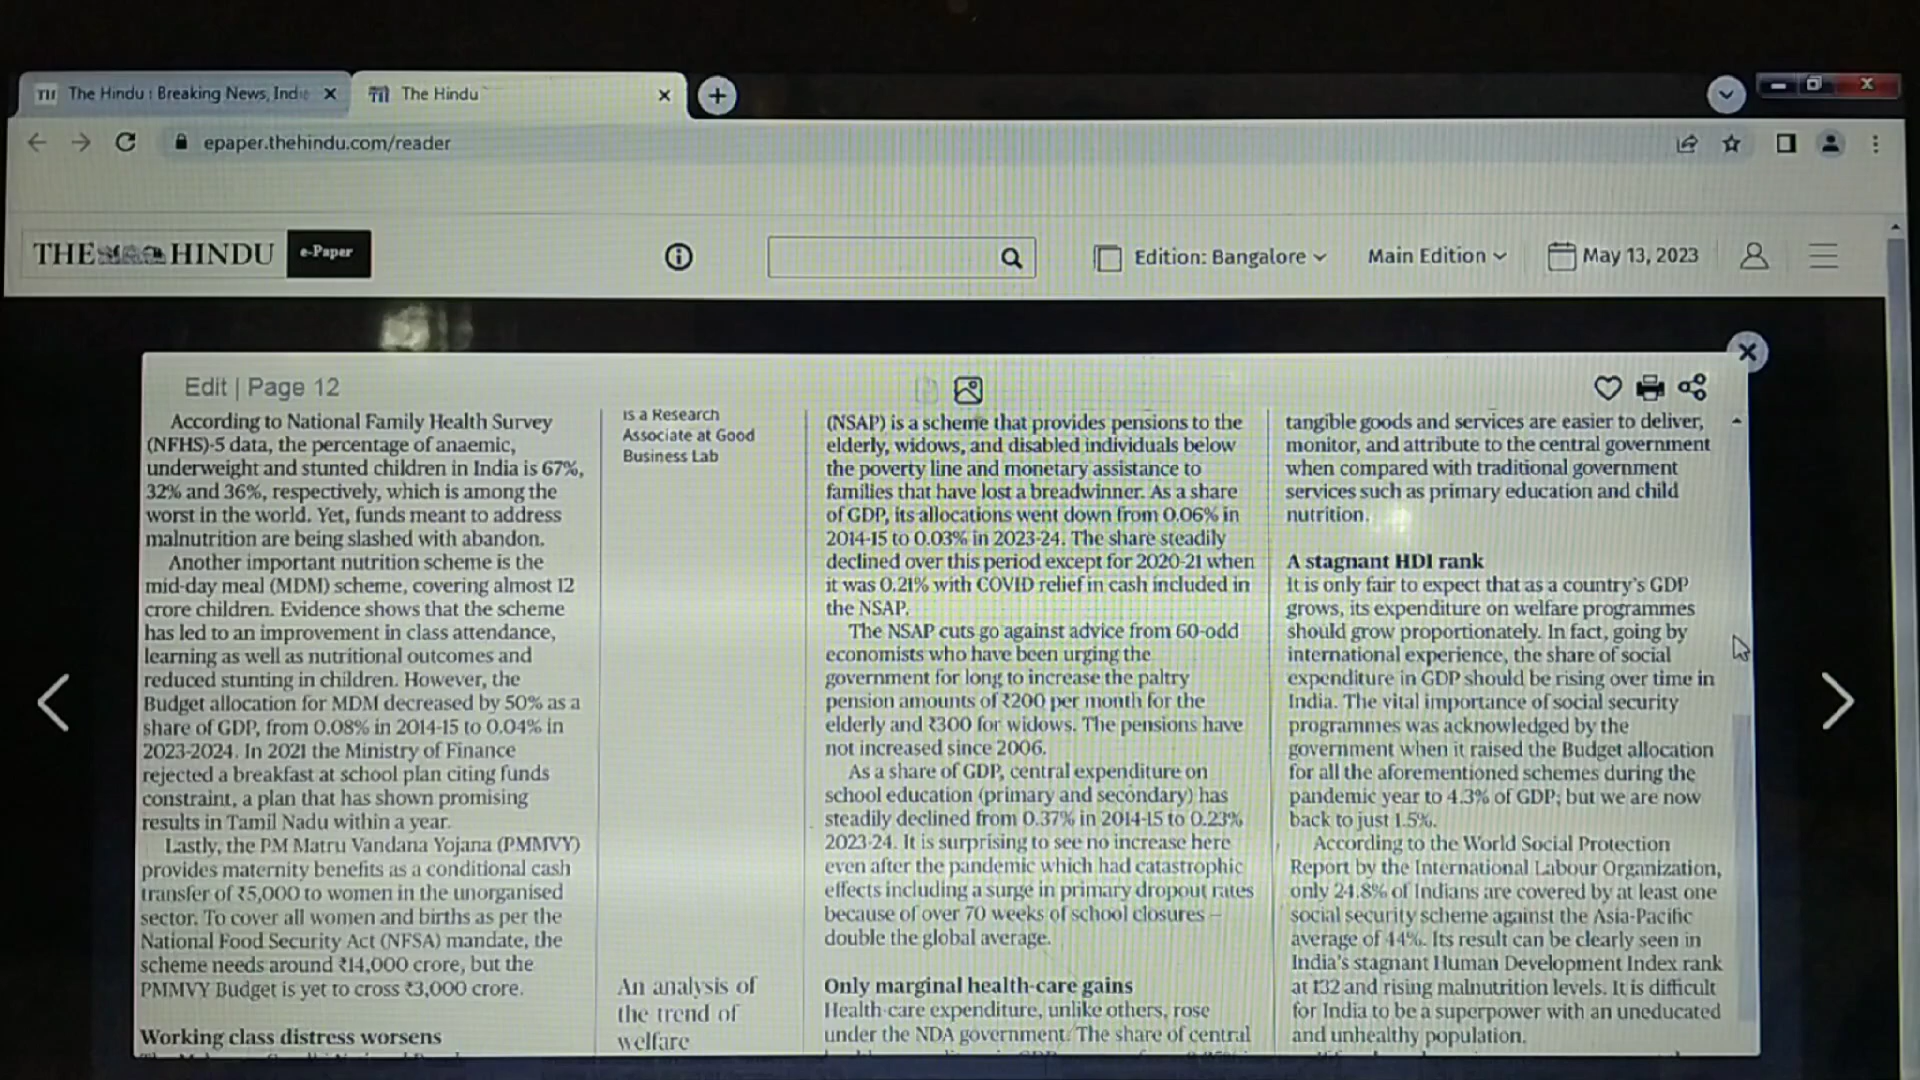 The Hindu : Breaking News, Indi
The Hindu
epaper.thehindu.com/reader
THE HINDU
e-Paper
Edition: Bangalore
Main Edition
May 13, 2023
Edit | Page 12
According to National Family Health Survey
(NFHS)-5 data, the percentage of anaemic,
underweight and stunted children in India is 67%,
32% and 36%, respectively, which is among the
worst in the world. Yet, funds meant to address
malnutrition are being slashed with abandon.
Another important nutrition scheme is the
mid-day meal (MDM) scheme, covering almost 12
crore children. Evidence shows that the scheme
has led to an improvement in class attendance,
learning as well as nutritional outcomes and
reduced stunting in children. However, the
Budget allocation for MDM decreased by 50% as a
share of GDP, from 0.08% in 2014-15 to 0.04% in
2023-2024. In 2021 the Ministry of Finance
rejected a breakfast at school plan citing funds
constraint, a plan that has shown promising
results in Tamil Nadu within a year.
Lastly, the PM Matru Vandana Yojana (PMMVY)
provides maternity benefits as a conditional cash
transfer of ₹5,000 to women in the unorganised
sector. To cover all women and births as per the
National Food Security Act (NFSA) mandate, the
scheme needs around ₹14,000 crore, but the
PMMVY Budget is yet to cross ₹3,000 crore.
Working class distress worsens
is a Research
Associate at Good
Business Lab
An analysis of
the trend of
welfare
(NSAP) is a scheme that provides pensions to the
elderly, widows, and disabled individuals below
the poverty line and monetary assistance to
families that have lost a breadwinner. As a share
of GDP, its allocations went down from 0.06% in
2014-15 to 0.03% in 2023-24. The share steadily
declined over this period except for 2020-21 when
it was 0.21% with COVID relief in cash included in
the NSAP.
The NSAP cuts go against advice from 60-odd
economists who have been urging the
government for long to increase the paltry
pension amounts of ₹200 per month for the
elderly and ₹300 for widows. The pensions have
not increased since 2006.
As a share of GDP, central expenditure on
school education (primary and secondary) has
steadily declined from 0.37% in 2014-15 to 0.23%
2023-24. It is surprising to see no increase here
even after the pandemic which had catastrophic
effects including a surge in primary dropout rates
because of over 70 weeks of school closures –
double the global average.
Only marginal health-care gains
Health-care expenditure, unlike others, rose
under the NDA government. The share of central
tangible goods and services are easier to deliver,
monitor, and attribute to the central government
when compared with traditional government
services such as primary education and child
nutrition.
A stagnant HDI rank
It is only fair to expect that as a country's GDP
grows, its expenditure on welfare programmes
should grow proportionately. In fact, going by
international experience, the share of social
expenditure in GDP should be rising over time in
India. The vital importance of social security
programmes was acknowledged by the
government when it raised the Budget allocation
for all the aforementioned schemes during the
pandemic year to 4.3% of GDP; but we are now
back to just 1.5%.
According to the World Social Protection
Report by the International Labour Organization,
only 24.8% of Indians are covered by at least one
social security scheme against the Asia-Pacific
average of 44%. Its result can be clearly seen in
India's stagnant Human Development Index rank
at 132 and rising malnutrition levels. It is difficult
for India to be a superpower with an uneducated
and unhealthy population.